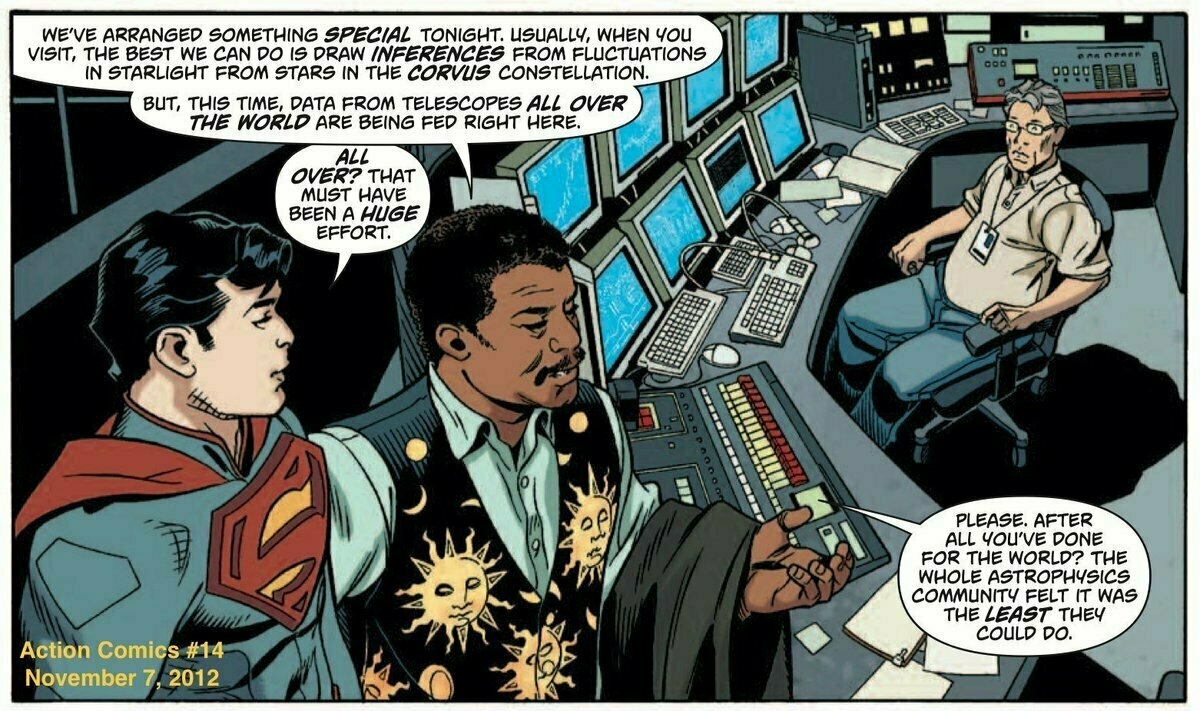 WE'VE ARRANGED SOMETHING SPECIAL TONIGHT. USUALLY, WHEN YOU
VISIT, THE BEST WE CAN DO IS DRAW INFERENCES FROM FLUCTUATIONS
IN STARLIGHT FROM STARS IN THE CORVUS CONSTELLATION.
BUT, THIS TIME, DATA FROM TELESCOPES ALL OVER
THE WORLD ARE BEING FED RIGHT HERE.
ALL
OVER? THAT
MUST HAVE
BEEN A HUGE
EFFORT.
PLEASE. AFTER
ALL YOU'VE DONE
FOR THE WORLD? THE
WHOLE ASTROPHYSICS
COMMUNITY FELT IT WAS
THE LEAST THEY
COULD DO.
S
Action Comics #14
November 7, 2012